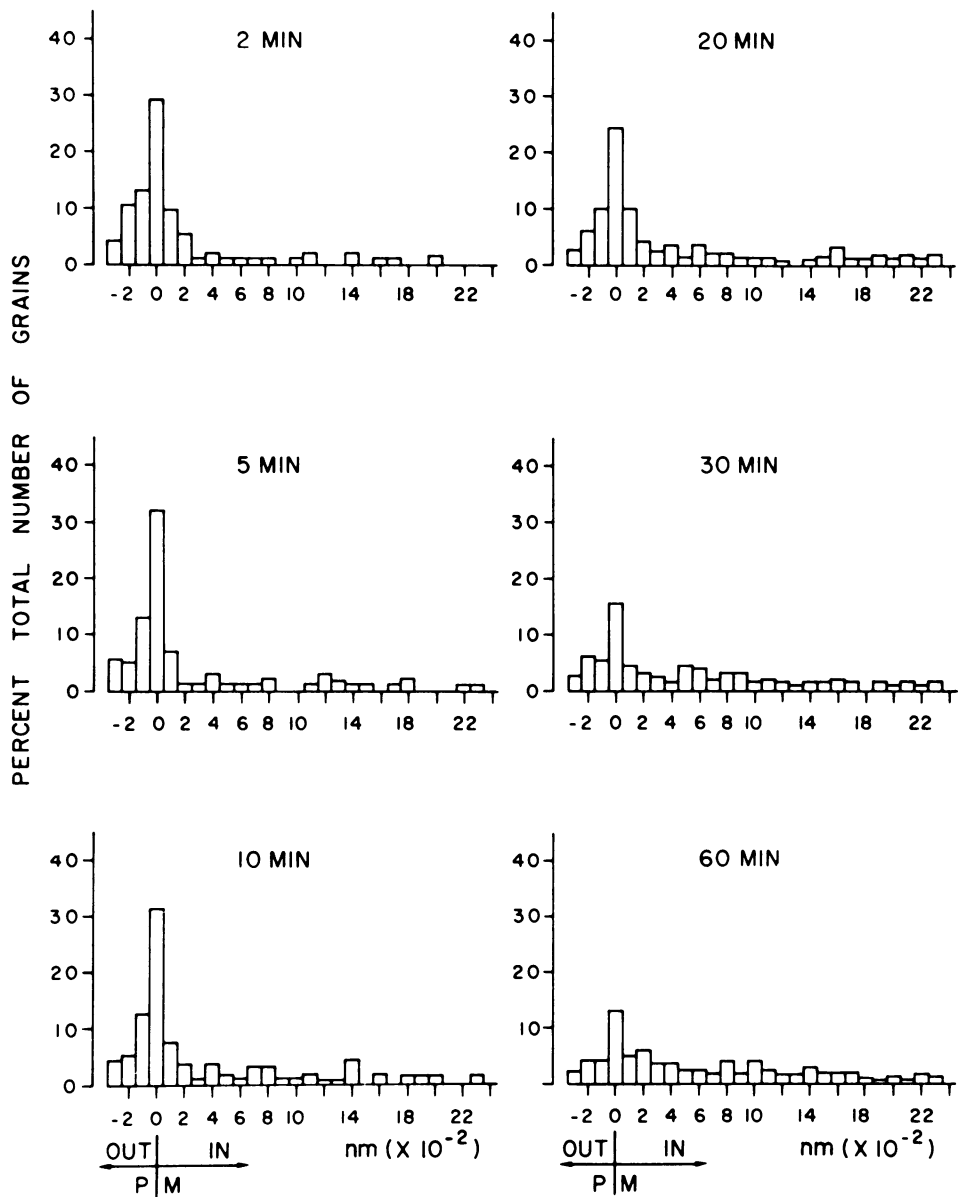 PERCENT TOTAL NUMBER OF GRAINS
2 MIN
40
30
20
10
0
-2 0 2 4 6 8 10 14 18 22
20 MIN
40
30
20
10
0
-2 0 2 4 6 8 10 14 18 22
5 MIN
40
30
20
10
0
-2 0 2 4 6 8 10 14 18 22
30 MIN
40
30
20
10
0
-2 0 2 4 6 8 10 14 18 22
10 MIN
40
30
20
10
0
-2 0 2 4 6 8 10 14 18 22
OUT IN nm (X 10⁻²)
P M
60 MIN
40
30
20
10
-2 0 2 4 6 8 10 14 18 22
OUT IN nm (X 10⁻²)
P M